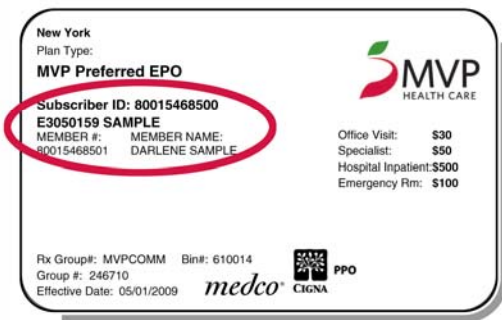 New York
Plan Type:
MVP Preferred EPO
MVP
HEALTH CARE
Subscriber ID: 80015468500
E3050159 SAMPLE
MEMBER #: MEMBER NAME:
80015468501 DARLENE SAMPLE
Office Visit: $30
Specialist: $50
Hospital Inpatient:$500
Emergency Rm: $100
Rx Group#: MVPCOMM Bin#: 610014
Group #: 246710
Effective Date: 05/01/2009
medco®
CIGNA
PPO